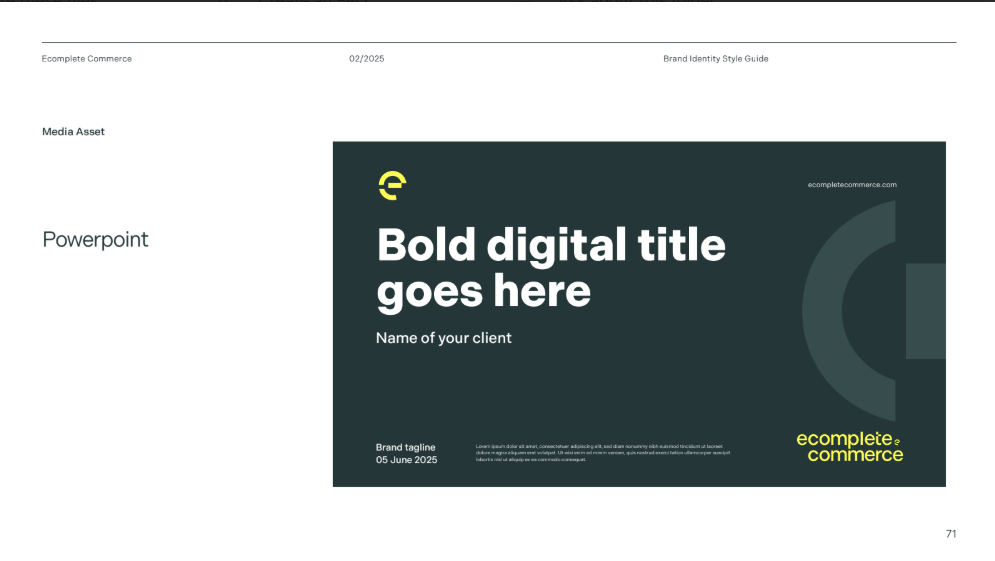 Ecomplete Commerce
02/2025
Brand Identity Style Guide
Media Asset
Powerpoint
ecompletecommerce.com
Bold digital title
goes here
Name of your client
Brand tagline
05 June 2025
Lorem ipsum dolor sit amet, consectetuer adipiscing elit, sed diam nonummy nibh euismod tincidunt ut laoreet
dolore magna aliquam erat volutpat. Ut wisi enim ad minim veniam, quis nostrud exerci tation ullamcorper suscipit
lobortis nisl ut aliquip ex ea commodo consequat.
ecomplete
commerce
71